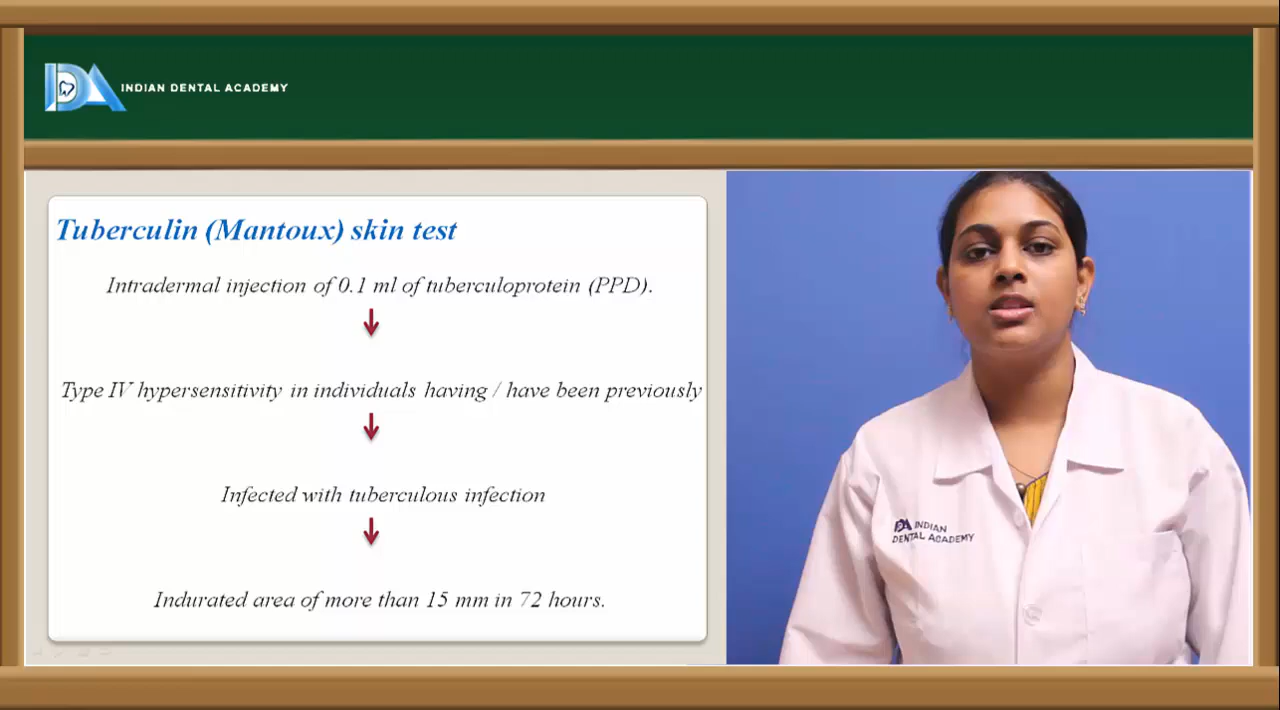 INDIAN DENTAL ACADEMY
Tuberculin (Mantoux) skin test
Intradermal injection of 0.1 ml of tuberculoprotein (PPD).
Type IV hypersensitivity in individuals having / have been previously
Infected with tuberculous infection
Indurated area of more than 15 mm in 72 hours.
INDIAN
DENTAL ACADEMY